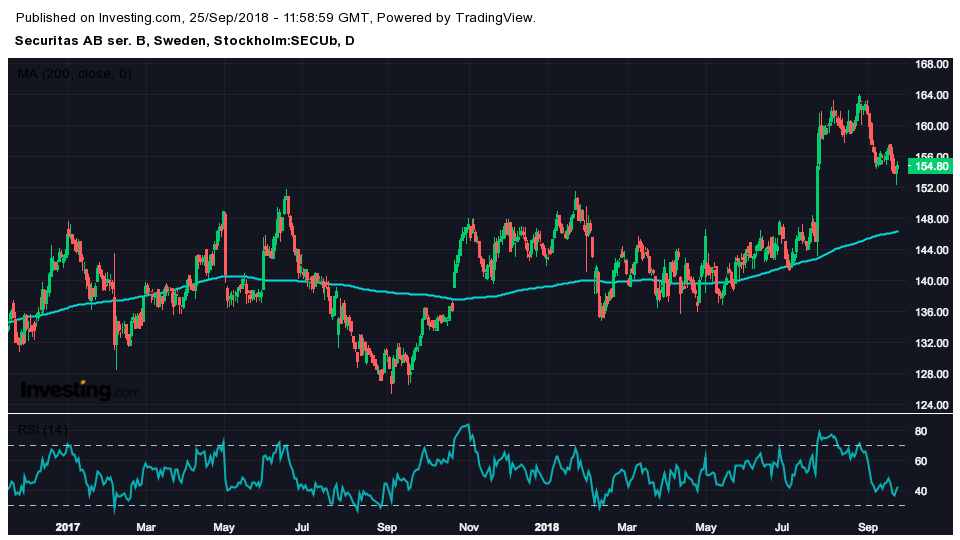 Published on Investing.com, 25/Sep/2018 - 11:58:59 GMT, Powered by TradingView.
Securitas AB ser. B, Sweden, Stockholm:SECUb, D
MA (200, close, 0)
168.00
164.00
160.00
156.00
154.80
152.00
148.00
144.00
140.00
136.00
132.00
128.00
124.00
Investing.com
RSI (14)
80
60
40
2017 Mar May Jul Sep Nov 2018 Mar May Jul Sep